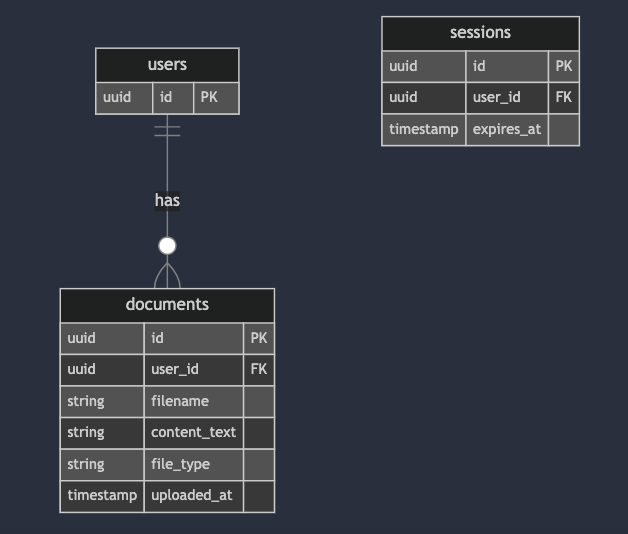 users
uuid id PK
has
documents
uuid id PK
uuid user_id FK
string filename
string content_text
string file_type
timestamp uploaded_at
sessions
uuid id PK
uuid user_id FK
timestamp expires_at